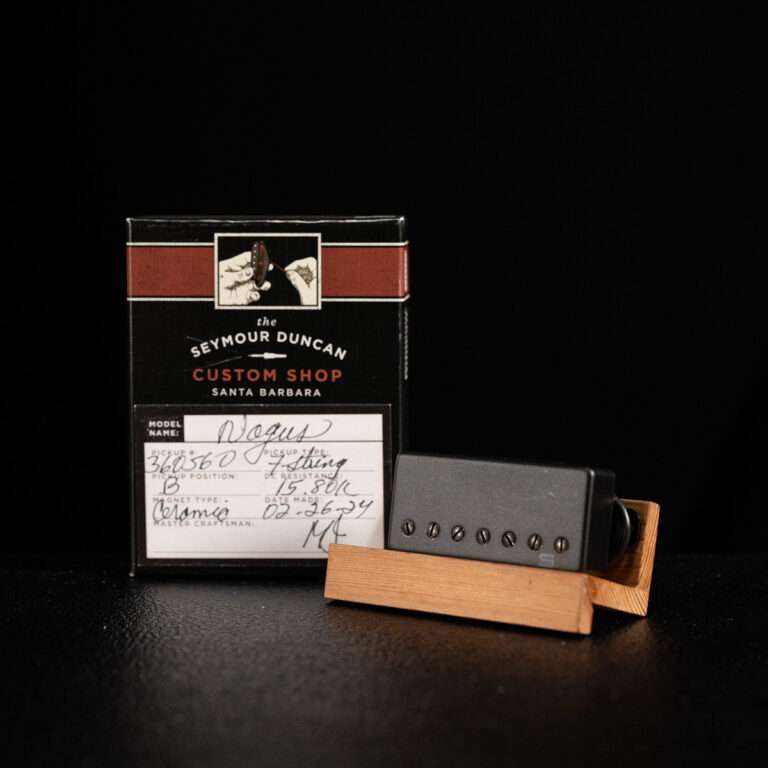 the
SEYMOUR DUNCAN
CUSTOM SHOP
SANTA BARBARA
MODEL NAME: Nagus
PICKUP #: 360560 PICKUP TYPE: 7 string
PICKUP POSITION: B DC RESISTANCE: 15.80k
MAGNET TYPE: Ceramic DATE MADE: 02-26-24
MASTER CRAFTSMAN: